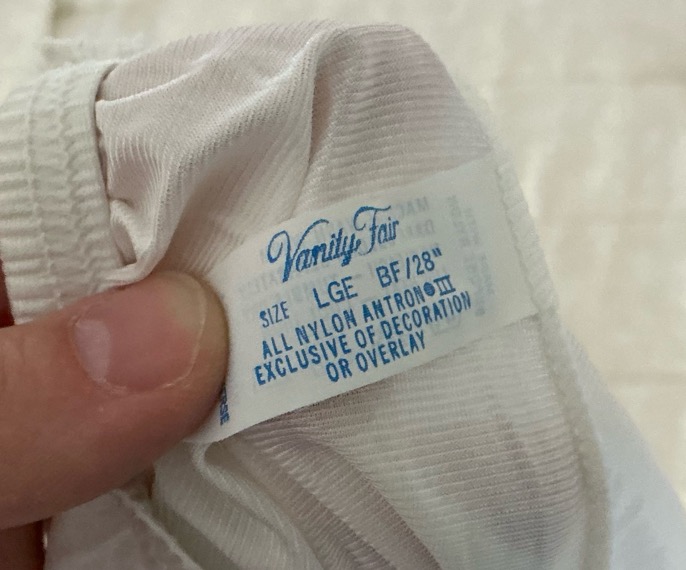 Vanity Fair
SIZE LGE BF/28"
ALL NYLON ANTRON® III
EXCLUSIVE OF DECORATION
OR OVERLAY